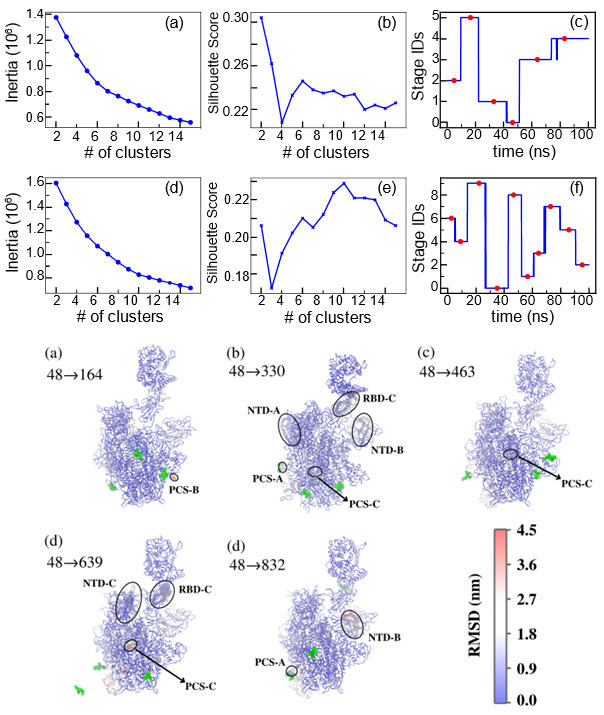 (a)
1.4
1.2
1.0
0.8
0.6
Inertia (10⁶)
2 4 6 8 10 12 14
# of clusters
(b)
0.30
0.26
0.22
Silhouette Score
2 6 10 14
# of clusters
(c)
5
4
3
2
1
0
Stage IDs
0 20 40 60 80 100
time (ns)
(d)
1.6
1.4
1.2
1.0
0.8
Inertia (10⁶)
2 4 6 8 10 12 14
# of clusters
(e)
0.22
0.20
0.18
Silhouette Score
2 6 10 14
# of clusters
(f)
8
6
4
2
0
Stage IDs
0 20 40 60 80 100
time (ns)
(a)
48→164
PCS-B
(b)
48→330
NTD-A
RBD-C
NTD-B
PCS-A
PCS-C
(c)
48→463
PCS-C
(d)
48→639
NTD-C
RBD-C
PCS-C
(d)
48→832
NTD-B
PCS-A
RMSD (nm)
4.5
3.6
2.6
1.7
0.9
0.0